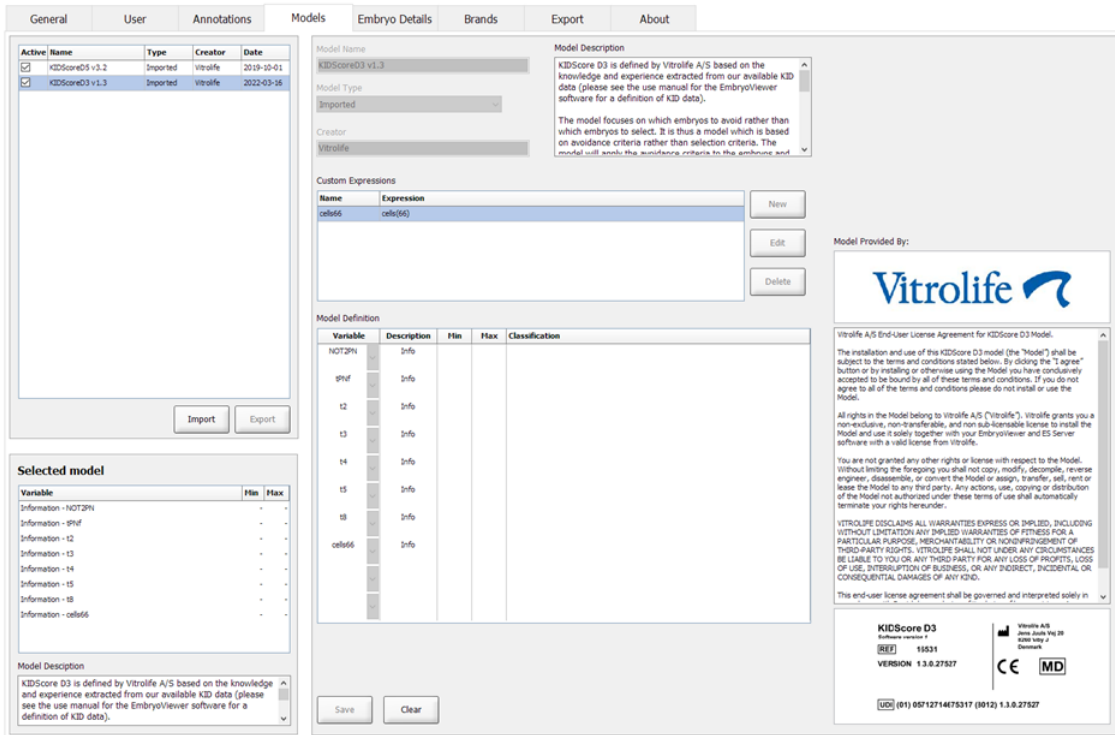 General User Annotations Models Embryo Details Brands Export About
Active Name Type Creator Date
KIDScoreD5 v3.2 Imported Vitrolife 2019-10-01
KIDScoreD3 v1.3 Imported Vitrolife 2022-03-16
Import Export
Selected model
Variable Min Max
Information - NOT2PN - -
Information - tPNf - -
Information - t2 - -
Information - t3 - -
Information - t4 - -
Information - t5 - -
Information - t8 - -
Information - cells66 - -
Model Desciption
KIDScore D3 is defined by Vitrolife A/S based on the knowledge
and experience extracted from our available KID data (please
see the use manual for the EmbryoViewer software for a
definition of KID data).
Model Name
KIDScoreD3 v1.3
Model Type
Imported
Creator
Vitrolife
Model Description
KIDScore D3 is defined by Vitrolife A/S based on the
knowledge and experience extracted from our available KID
data (please see the use manual for the EmbryoViewer
software for a definition of KID data).
The model focuses on which embryos to avoid rather than
which embryos to select. It is thus a model which is based
on avoidance criteria rather than selection criteria. The
model will apply the avoidance criteria to the embryos and
Custom Expressions
Name Expression
cells66 cells(66)
New
Edit
Delete
Model Definition
Variable Description Min Max Classification
NOT2PN Info
tPNf Info
t2 Info
t3 Info
t4 Info
t5 Info
t8 Info
cells66 Info
Save Clear
Model Provided By:
Vitrolife
Vitrolife A/S End-User License Agreement for KIDScore D3 Model.
The installation and use of this KIDScore D3 model (the "Model") shall be
subject to the terms and conditions stated below. By clicking the "I agree"
button or by installing or otherwise using the Model you have conclusively
accepted to be bound by all of these terms and conditions. If you do not
agree to all of the terms and conditions please do not install or use the
Model.
All rights in the Model belong to Vitrolife A/S ("Vitrolife"). Vitrolife grants you a
non-exclusive, non-transferable, and non sub-licensable license to install the
Model and use it solely together with your EmbryoViewer and ES Server
software with a valid license from Vitrolife.
You are not granted any other rights or license with respect to the Model.
Without limiting the foregoing you shall not copy, modify, decompile, reverse
engineer, disassemble, or convert the Model or assign, transfer, sell, rent or
lease the Model to any third party. Any actions, use, copying or distribution
of the Model not authorized under these terms of use shall automatically
terminate your rights hereunder.
VITROLIFE DISCLAIMS ALL WARRANTIES EXPRESS OR IMPLIED, INCLUDING
WITHOUT LIMITATION ANY IMPLIED WARRANTIES OF FITNESS FOR A
PARTICULAR PURPOSE, MERCHANTABILITY OR NONINFRINGEMENT OF
THIRD-PARTY RIGHTS. VITROLIFE SHALL NOT UNDER ANY CIRCUMSTANCES
BE LIABLE TO YOU OR ANY THIRD PARTY FOR ANY LOSS OF PROFITS, LOSS
OF USE, INTERRUPTION OF BUSINESS, OR ANY INDIRECT, INCIDENTAL OR
CONSEQUENTIAL DAMAGES OF ANY KIND.
This end-user license agreement shall be governed and interpreted solely in
KIDScore D3
Software version 1
REF 16531
VERSION 1.3.0.27527
Vitrolife A/S
Jens Juuls Vej 20
8260 Viby J
Denmark
CE MD
UDI (01) 05712714675317 (8012) 1.3.0.27527